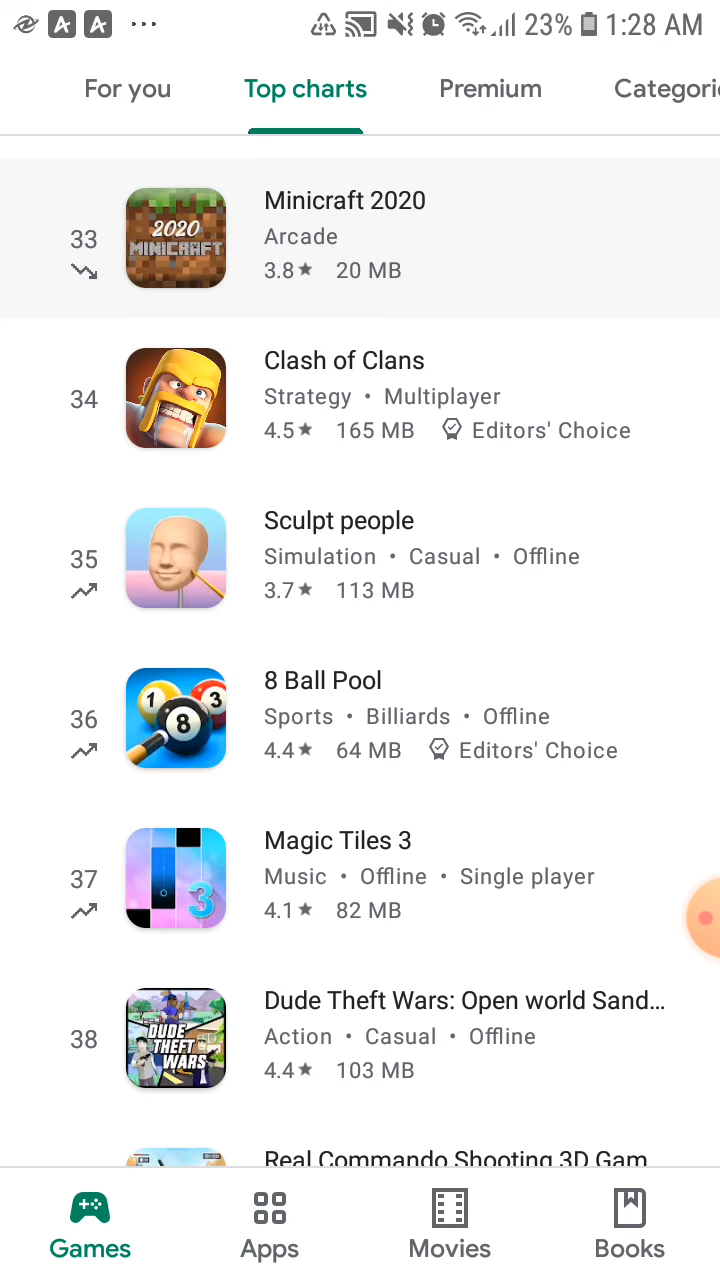 23% 1:28 AM
For you Top charts Premium Categori
33
2020
MINICRAFT
Minicraft 2020
Arcade
3.8★ 20 MB
34
Clash of Clans
Strategy • Multiplayer
4.5★ 165 MB Editors' Choice
35
Sculpt people
Simulation • Casual • Offline
3.7★ 113 MB
36
1 3
8
8 Ball Pool
Sports • Billiards • Offline
4.4★ 64 MB Editors' Choice
37
3
Magic Tiles 3
Music • Offline • Single player
4.1★ 82 MB
38
DUDE
THEFT
WARS
Dude Theft Wars: Open world Sand...
Action • Casual • Offline
4.4★ 103 MB
Real Commando Shooting 3D Gam
Games Apps Movies Books